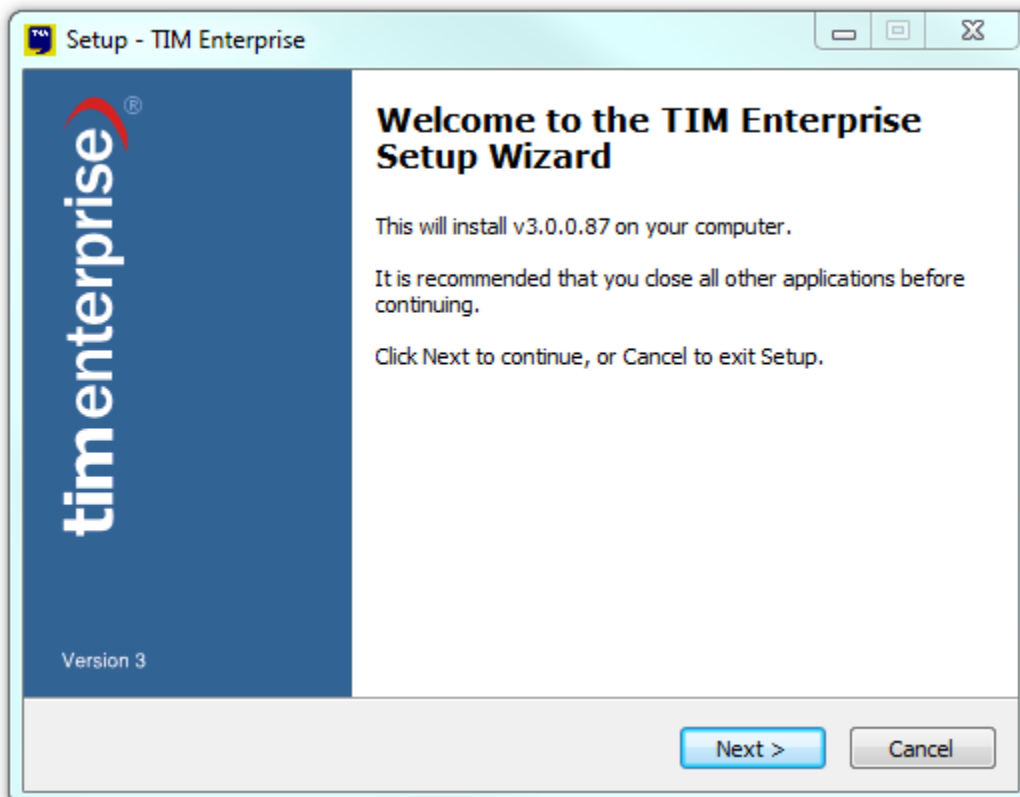 Setup - TIM Enterprise
timenterprise®
Version 3
Welcome to the TIM Enterprise
Setup Wizard
This will install v3.0.0.87 on your computer.
It is recommended that you close all other applications before
continuing.
Click Next to continue, or Cancel to exit Setup.
Next >
Cancel